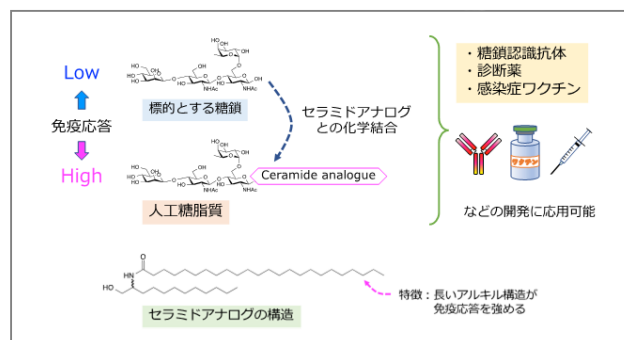 Low
免疫応答
High
標的とする糖鎖
セラミドアナログ
との化学結合
Ceramide analogue
人工糖脂質
・糖鎖認識抗体
・診断薬
・感染症ワクチン
ワクチン
などの開発に応用可能
O
HN
HO
セラミドアナログの構造
特徴：長いアルキル構造が
免疫応答を強める